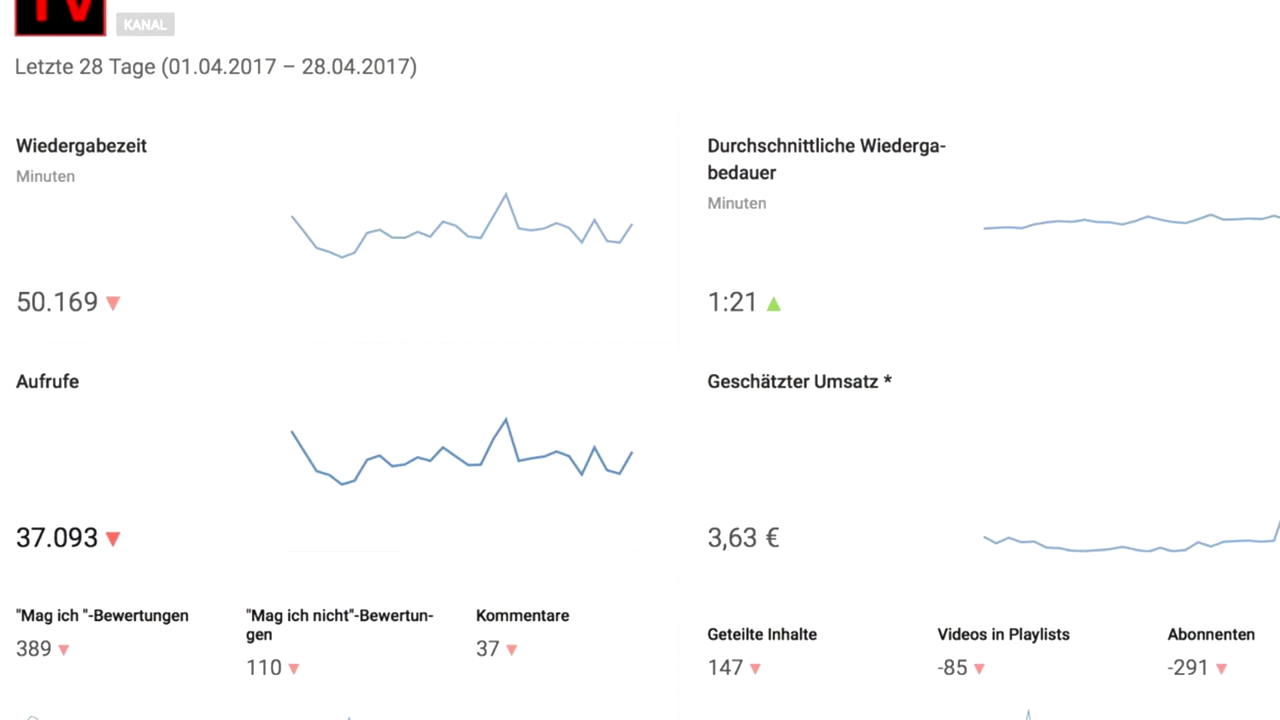 TV
KANAL
Letzte 28 Tage (01.04.2017 – 28.04.2017)
Wiedergabezeit
Minuten
50.169
Durchschnittliche Wiederga-
bedauer
Minuten
1:21
Aufrufe
37.093
Geschätzter Umsatz *
3,63 €
"Mag ich "-Bewertungen
389
"Mag ich nicht"-Bewertun-
gen
110
Kommentare
37
Geteilte Inhalte
147
Videos in Playlists
-85
Abonnenten
-291